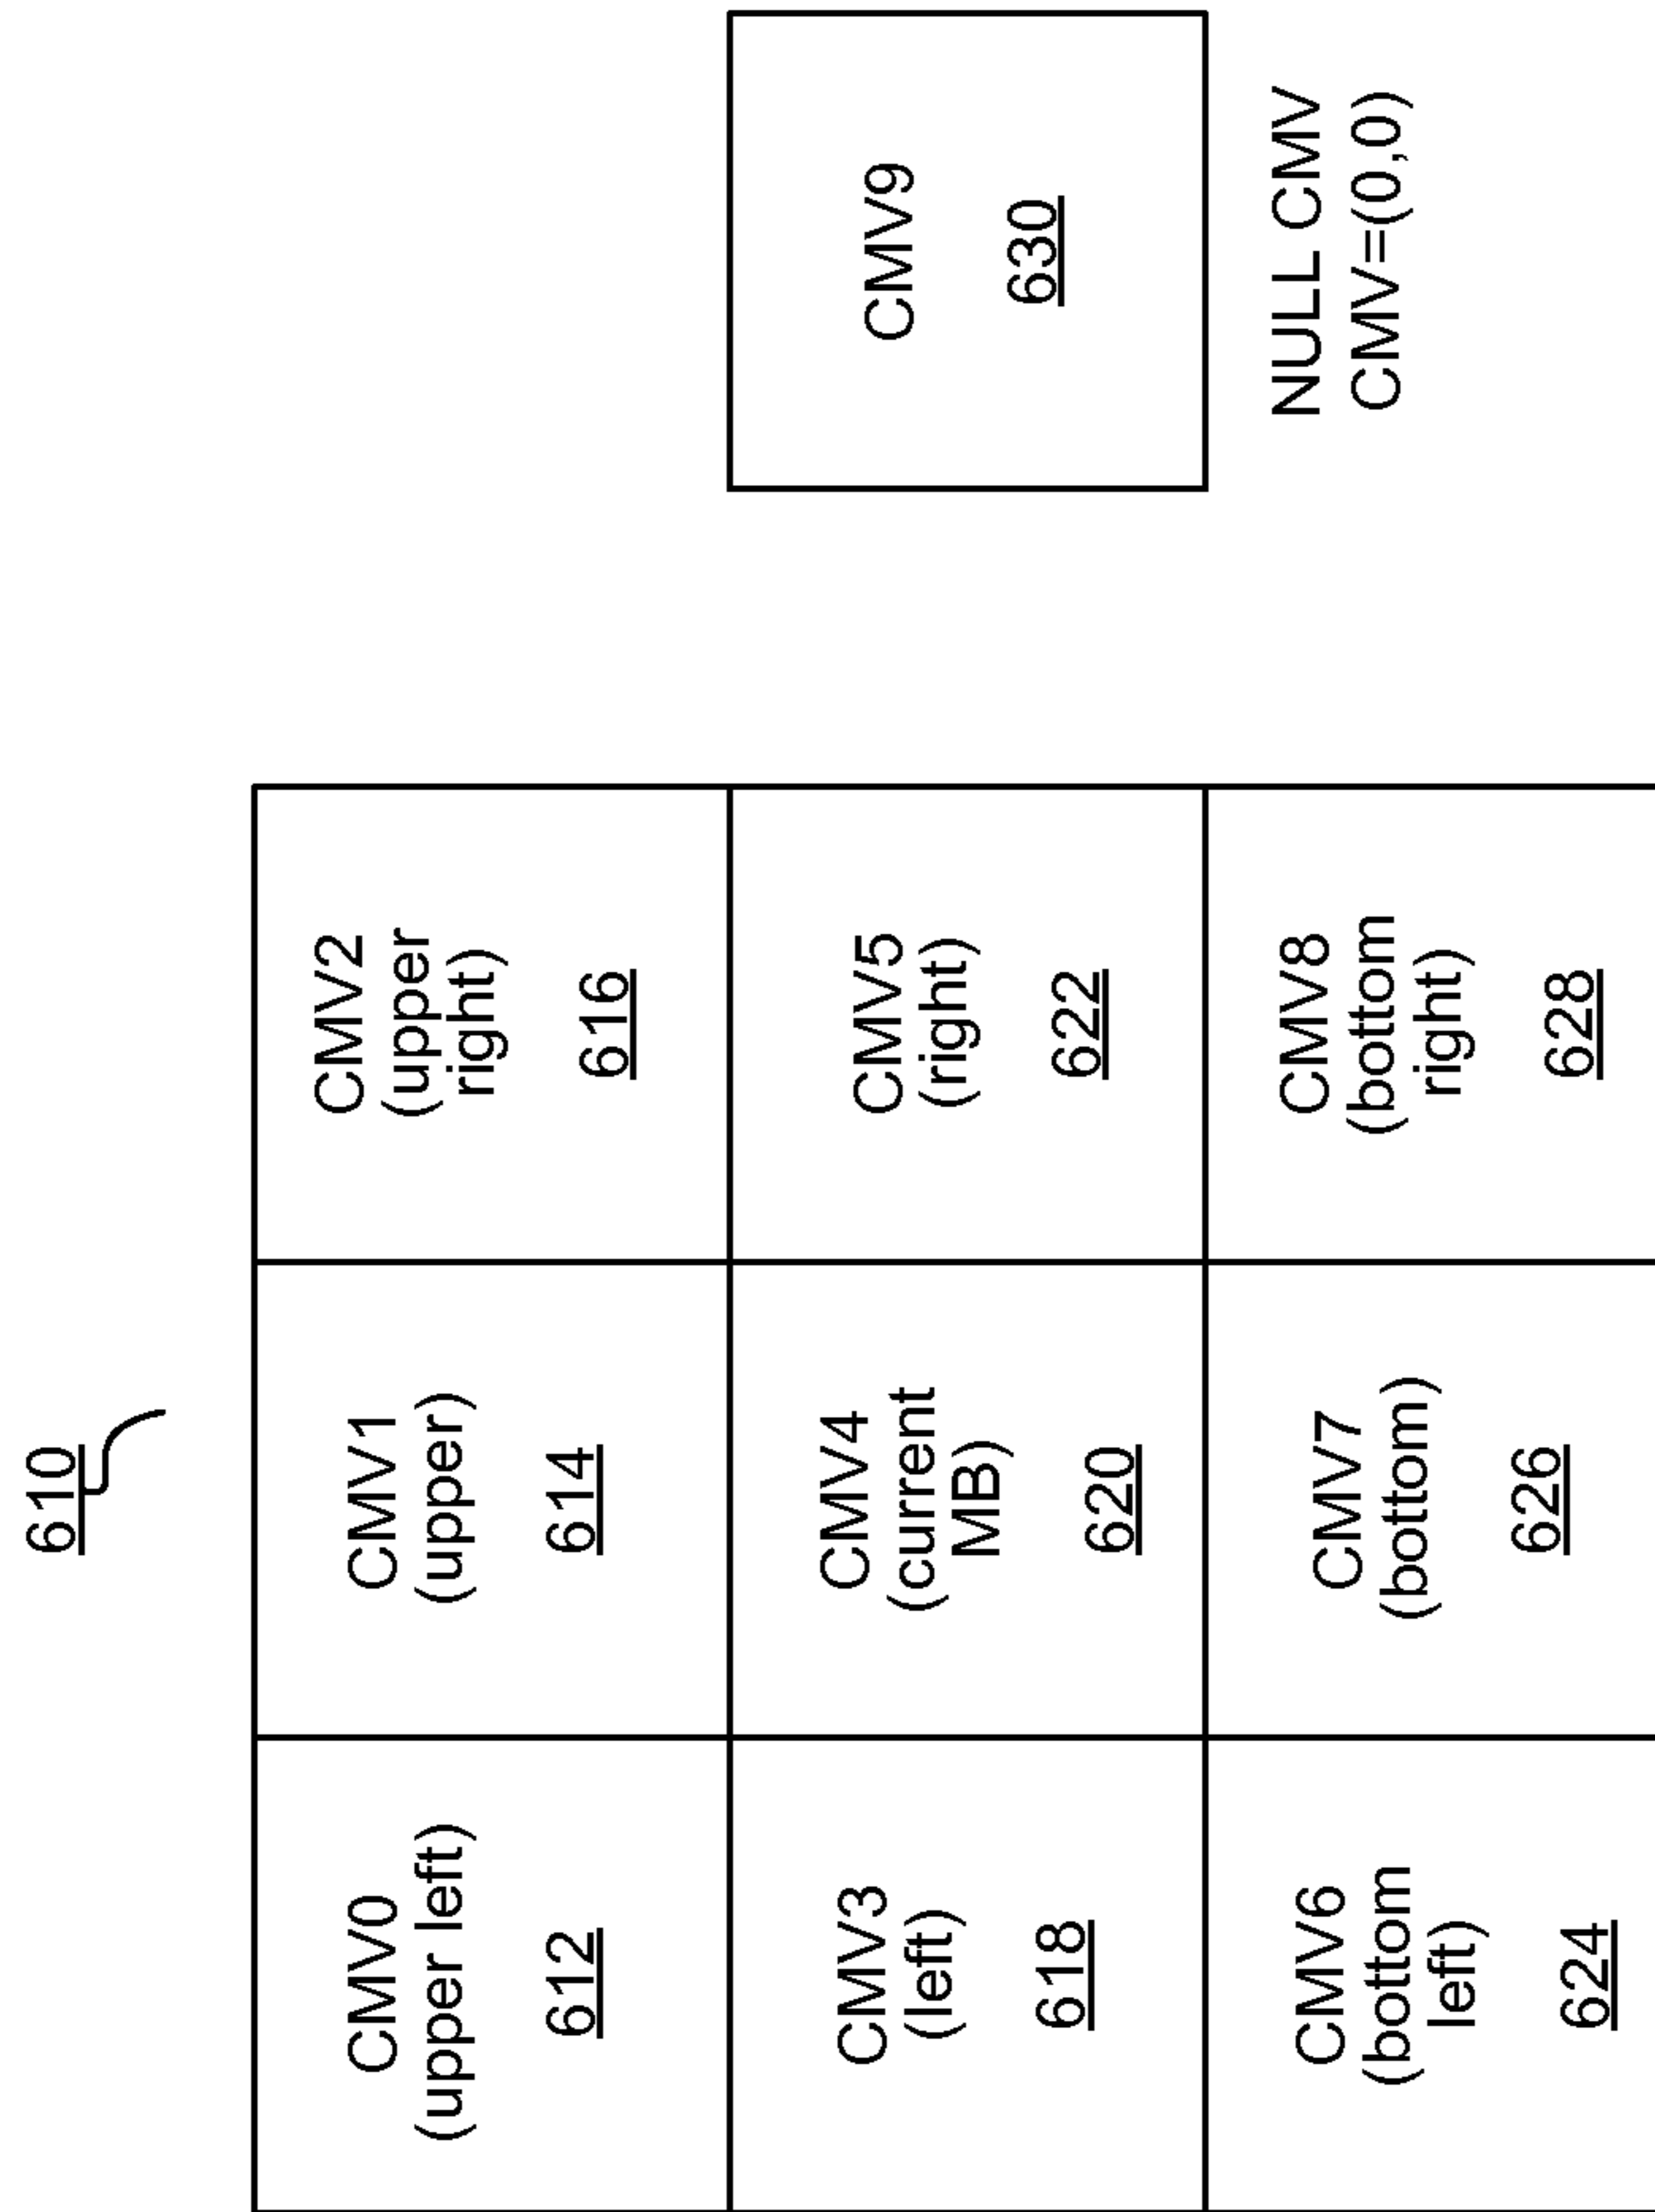 610
CMV0
(upper left)
612
CMV1
(upper)
614
CMV2
(upper
right)
616
CMV3
(left)
618
CMV4
(current
MB)
620
CMV5
(right)
622
CMV6
(bottom
left)
624
CMV7
(bottom)
626
CMV8
(bottom
right)
628
CMV9
630
NULL CMV
CMV=(0,0)